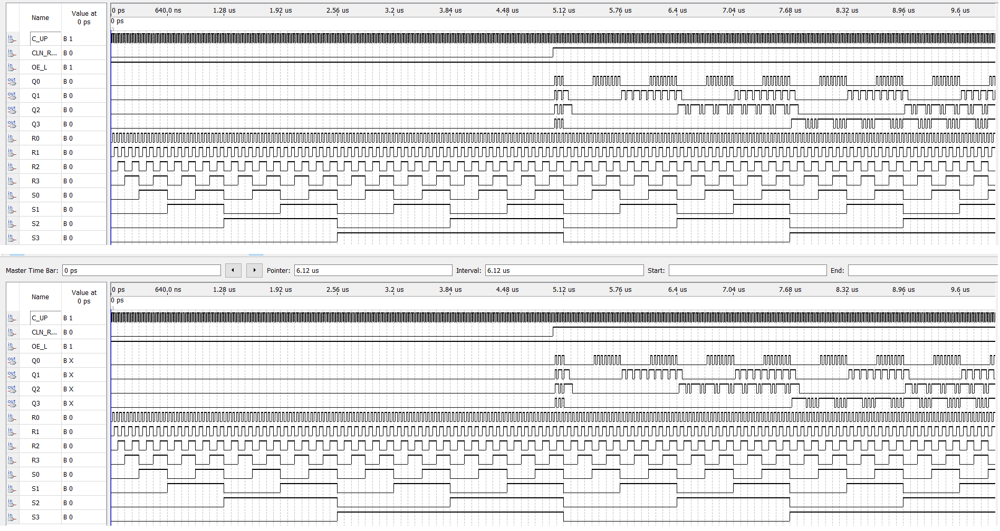 Name Value at 0 ps 0 ps 640.0 ns 1.28 us 1.92 us 2.56 us 3.2 us 3.84 us 4.48 us 5.12 us 5.76 us 6.4 us 7.04 us 7.68 us 8.32 us 8.96 us 9.6 us
0 ps
in C_UP B 1
in CLN_R... B 0
in OE_L B 1
out Q0 B 0
out Q1 B 0
out Q2 B 0
out Q3 B 0
in R0 B 0
in R1 B 0
in R2 B 0
in R3 B 0
in S0 B 0
in S1 B 0
in S2 B 0
in S3 B 0
Master Time Bar: 0 ps Pointer: 6.12 us Interval: 6.12 us Start: End:
Name Value at 0 ps 0 ps 640.0 ns 1.28 us 1.92 us 2.56 us 3.2 us 3.84 us 4.48 us 5.12 us 5.76 us 6.4 us 7.04 us 7.68 us 8.32 us 8.96 us 9.6 us
0 ps
in C_UP B 1
in CLN_R... B 0
in OE_L B 1
out Q0 B X
out Q1 B X
out Q2 B X
out Q3 B X
in R0 B 0
in R1 B 0
in R2 B 0
in R3 B 0
in S0 B 0
in S1 B 0
in S2 B 0
in S3 B 0